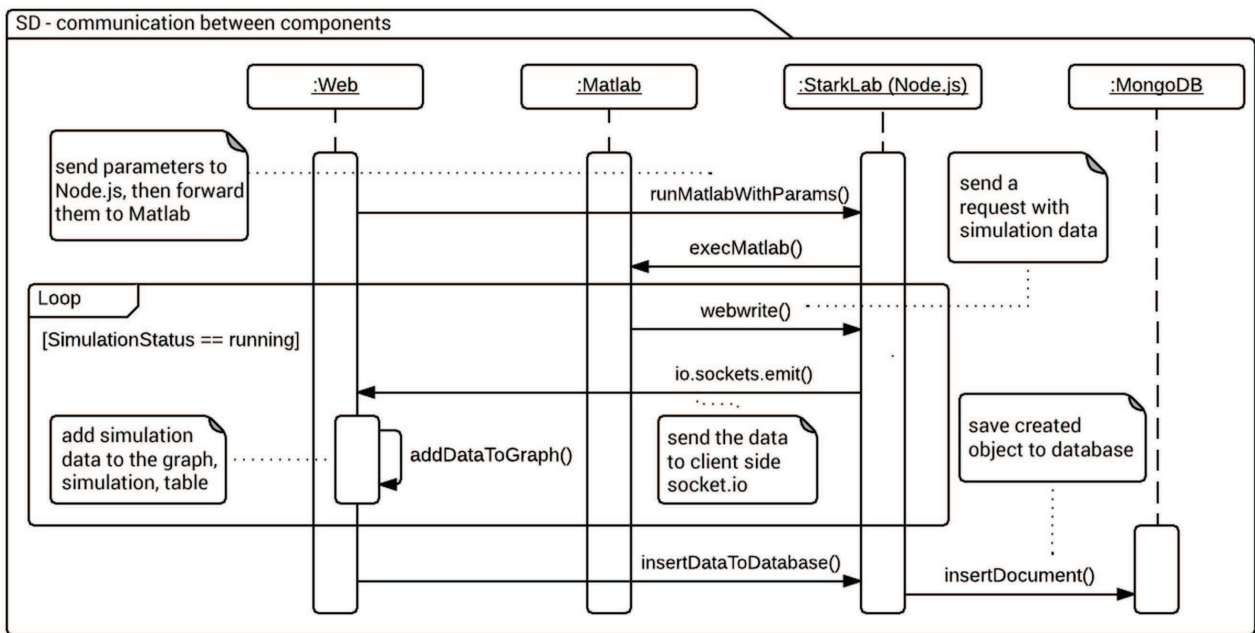 SD - communication between components
:Web
:Matlab
:StarkLab (Node.js)
:MongoDB
send parameters to
Node.js, then forward
them to Matlab
send a
request with
simulation data
runMatlabWithParams()
execMatlab()
Loop
[SimulationStatus == running]
webwrite()
io.sockets.emit()
add simulation
data to the graph,
simulation, table
addDataToGraph()
send the data
to client side
socket.io
save created
object to database
insertDataToDatabase()
insertDocument()